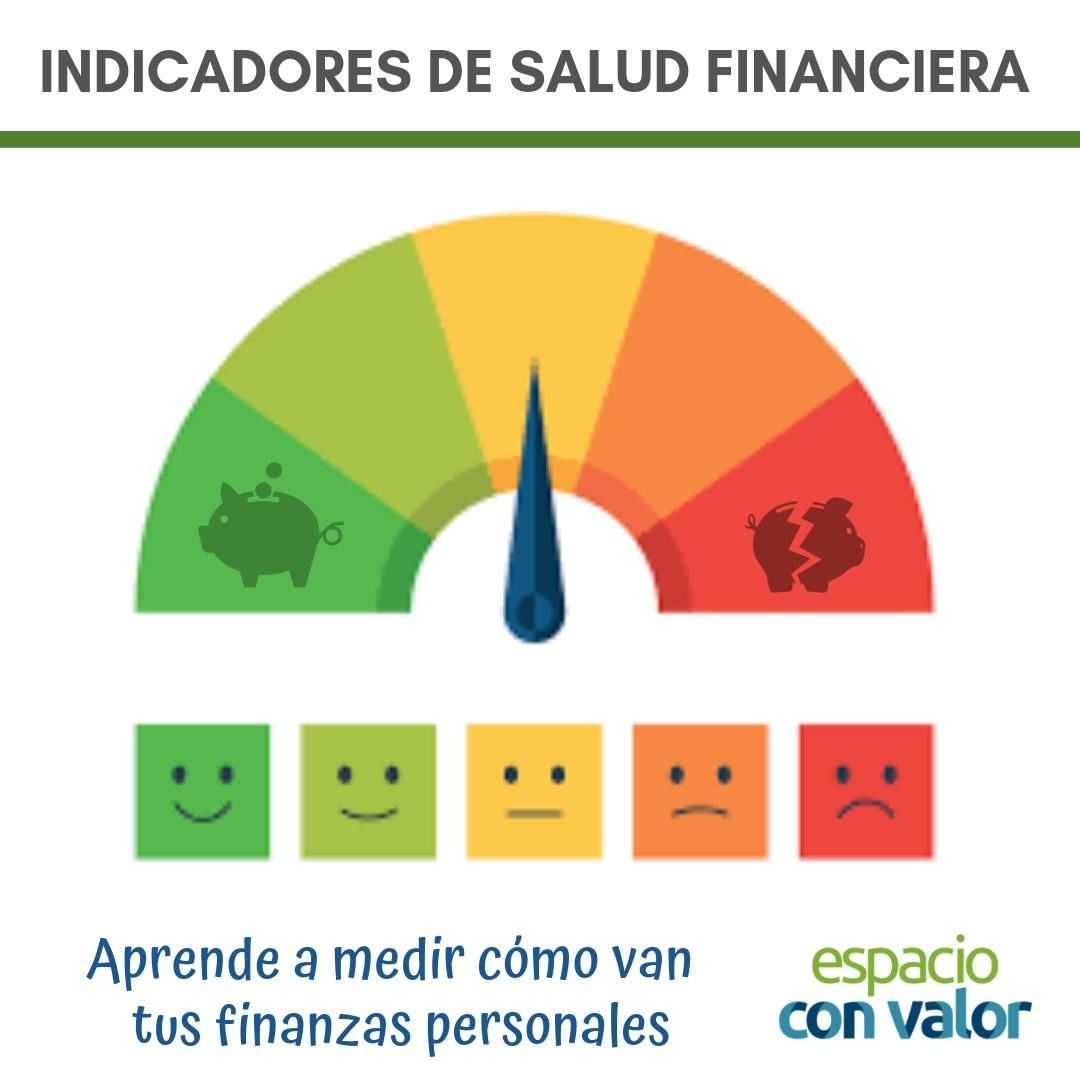 INDICADORES DE SALUD FINANCIERA
Aprende a medir cómo van
tus finanzas personales
espacio
con valor